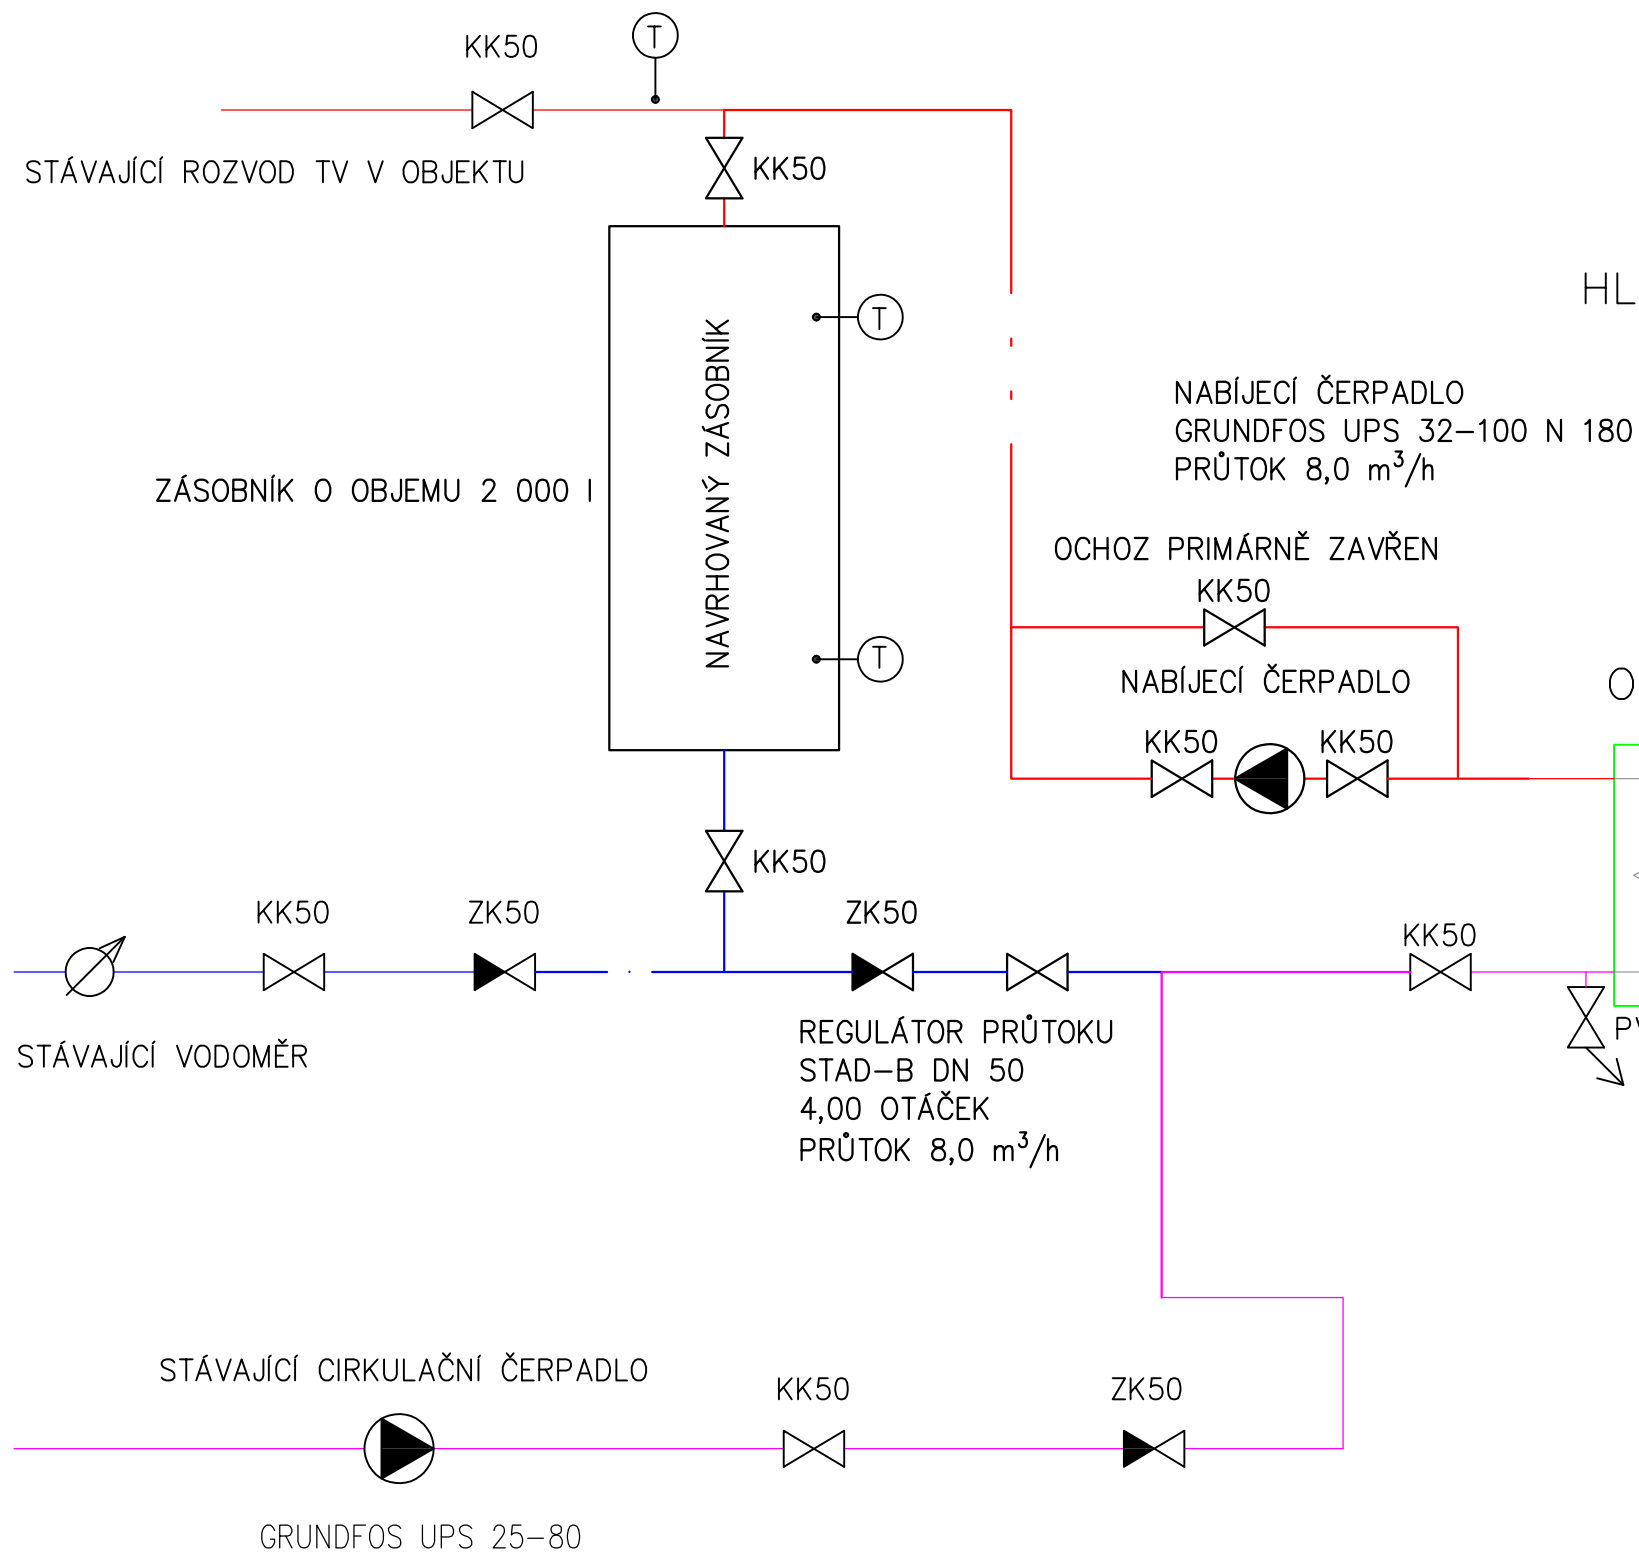 KK50
T
STÁVAJÍCÍ ROZVOD TV V OBJEKTU
KK50
T
HL
NAVRHOVANÝ ZÁSOBNÍK
NABÍJECÍ ČERPADLO
GRUNDFOS UPS 32-100 N 180
PRŮTOK 8,0 m³/h
ZÁSOBNÍK O OBJEMU 2 000 l
OCHOZ PRIMÁRNĚ ZAVŘEN
KK50
T
NABÍJECÍ ČERPADLO
O
KK50
KK50
KK50
KK50
ZK50
ZK50
KK50
STÁVAJÍCÍ VODOMĚR
REGULÁTOR PRŮTOKU
STAD-B DN 50
4,00 OTÁČEK
PRŮTOK 8,0 m³/h
STÁVAJÍCÍ CIRKULAČNÍ ČERPADLO
KK50
ZK50
GRUNDFOS UPS 25-80